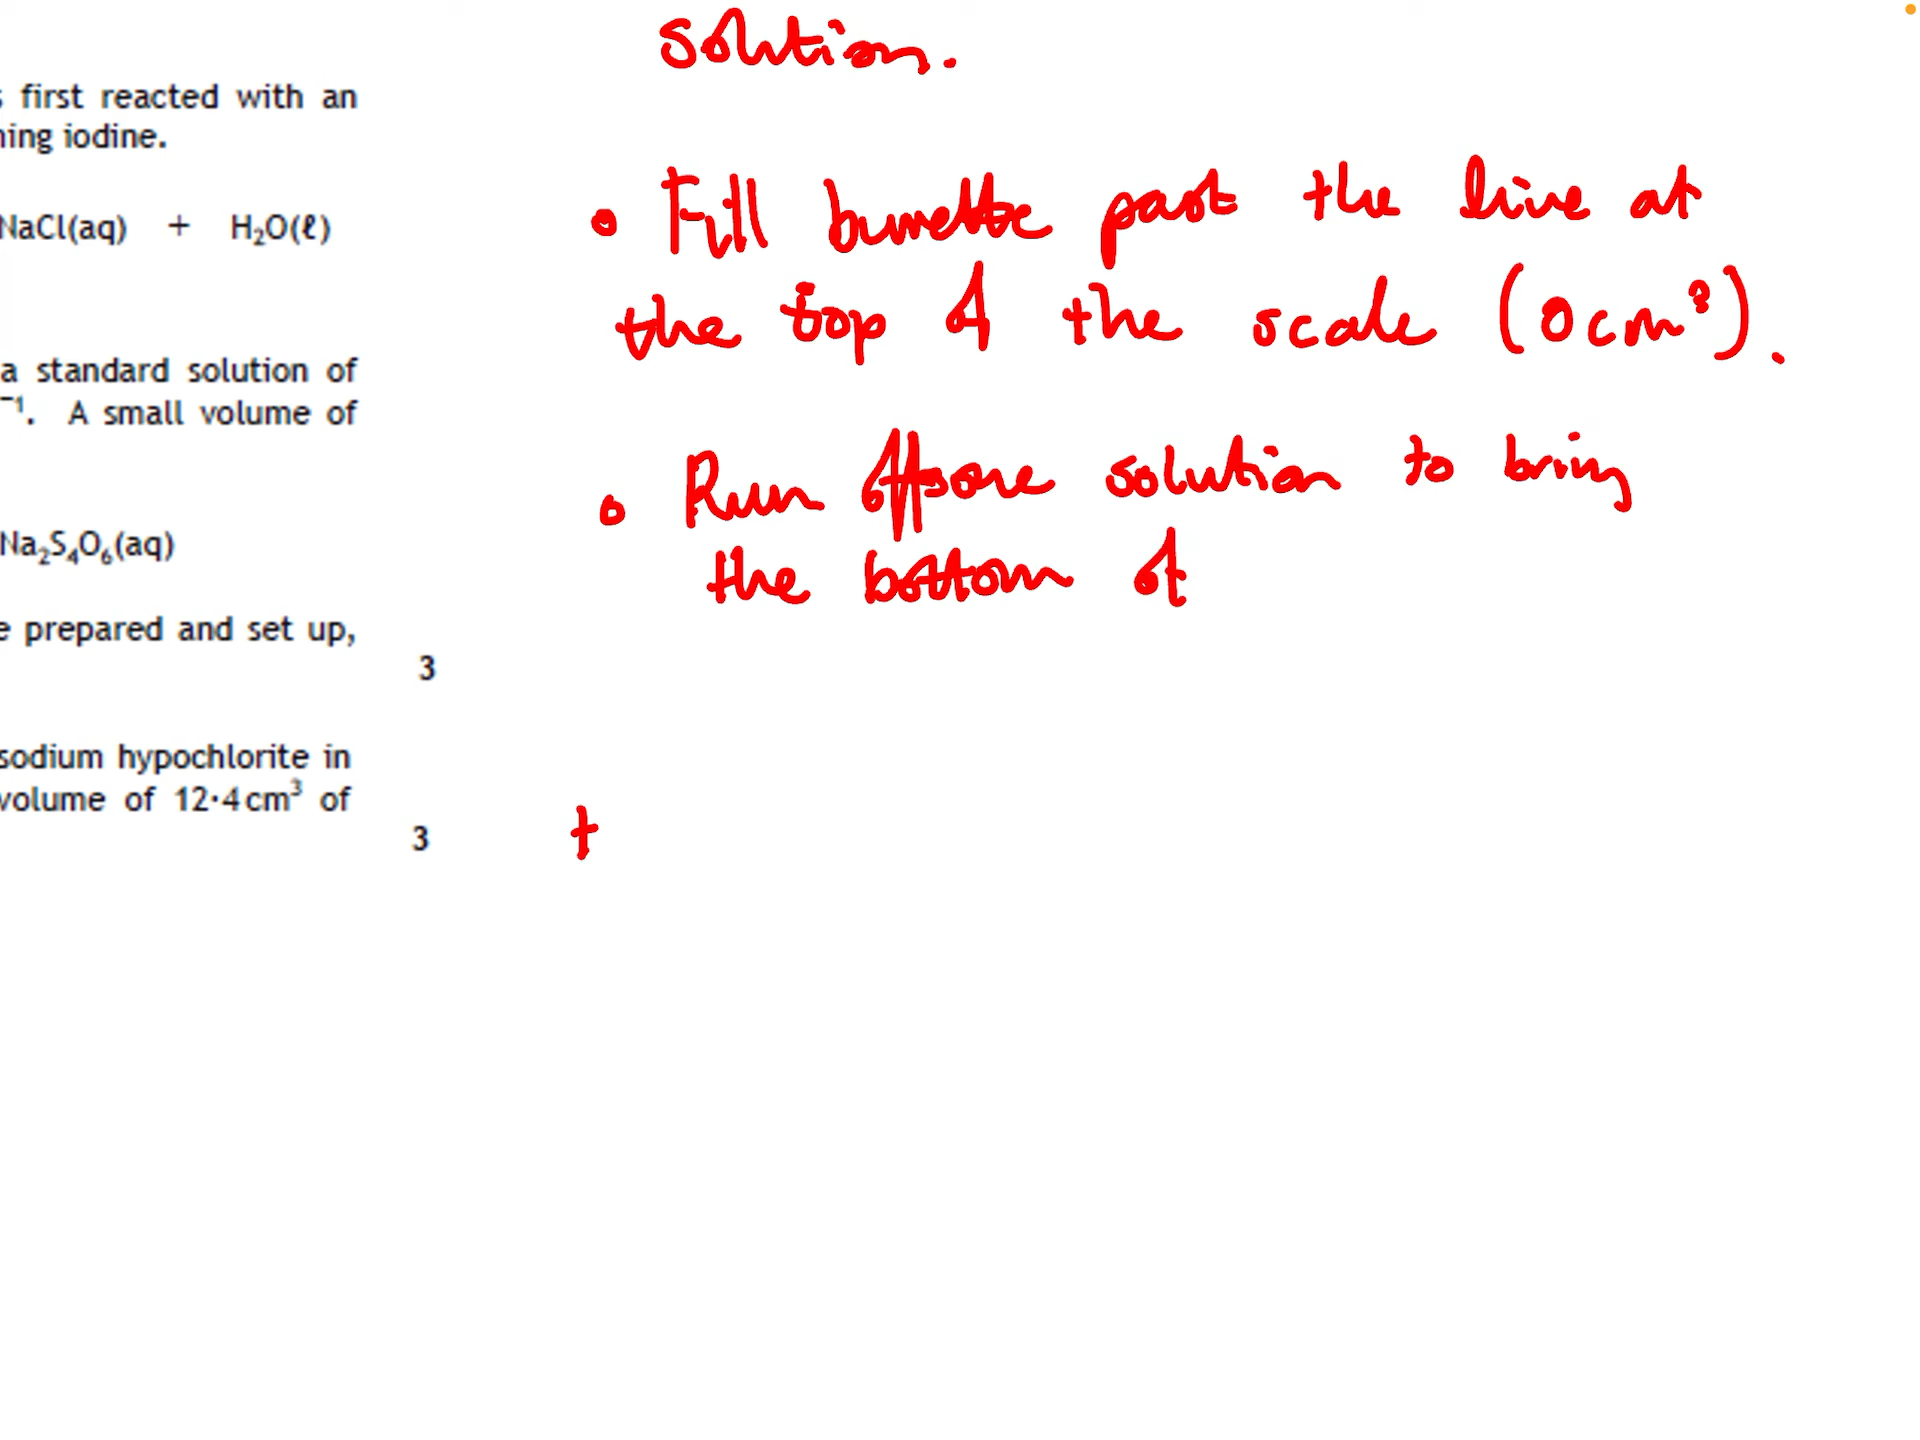 first reacted with an
ning iodine.
NaCl(aq) + H₂O(ℓ)
a standard solution of
⁻¹. A small volume of
Na₂S₄O₆(aq)
e prepared and set up,
3
sodium hypochlorite in
volume of 12·4 cm³ of
3
solution.
• Fill burette past the line at
the top of the scale (0cm³).
• Run off some solution to bring
the bottom of
t